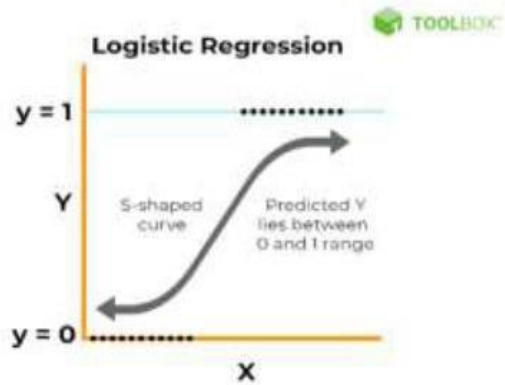 TOOLBOX
Logistic Regression
y = 1
Y
S-shaped
curve
Predicted Y
lies between
0 and 1 range
y = 0
X